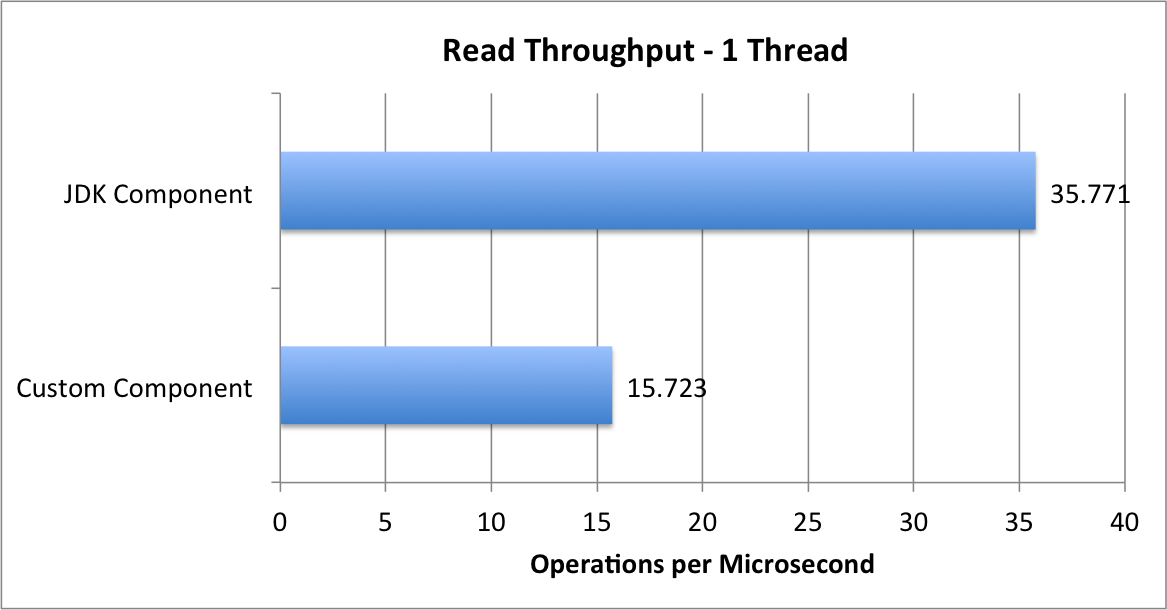 Read Throughput - 1 Thread
JDK Component
35.771
Custom Component
15.723
0 5 10 15 20 25 30 35 40
Operations per Microsecond